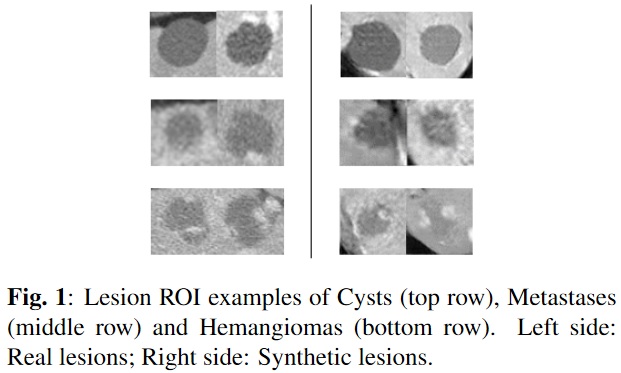 Fig. 1: Lesion ROI examples of Cysts (top row), Metastases
(middle row) and Hemangiomas (bottom row). Left side:
Real lesions; Right side: Synthetic lesions.